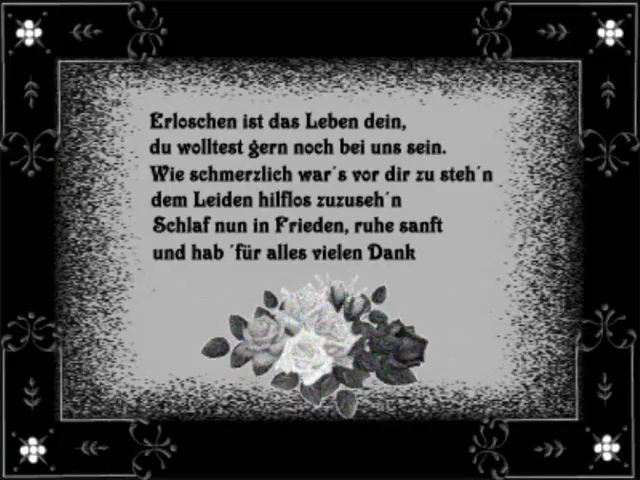 Erloschen ist das Leben dein,
du wolltest gern noch bei uns sein.
Wie schmerzlich war´s vor dir zu steh´n
dem Leiden hilflos zuzuseh´n
Schlaf nun in Frieden, ruhe sanft
und hab ´für alles vielen Dank